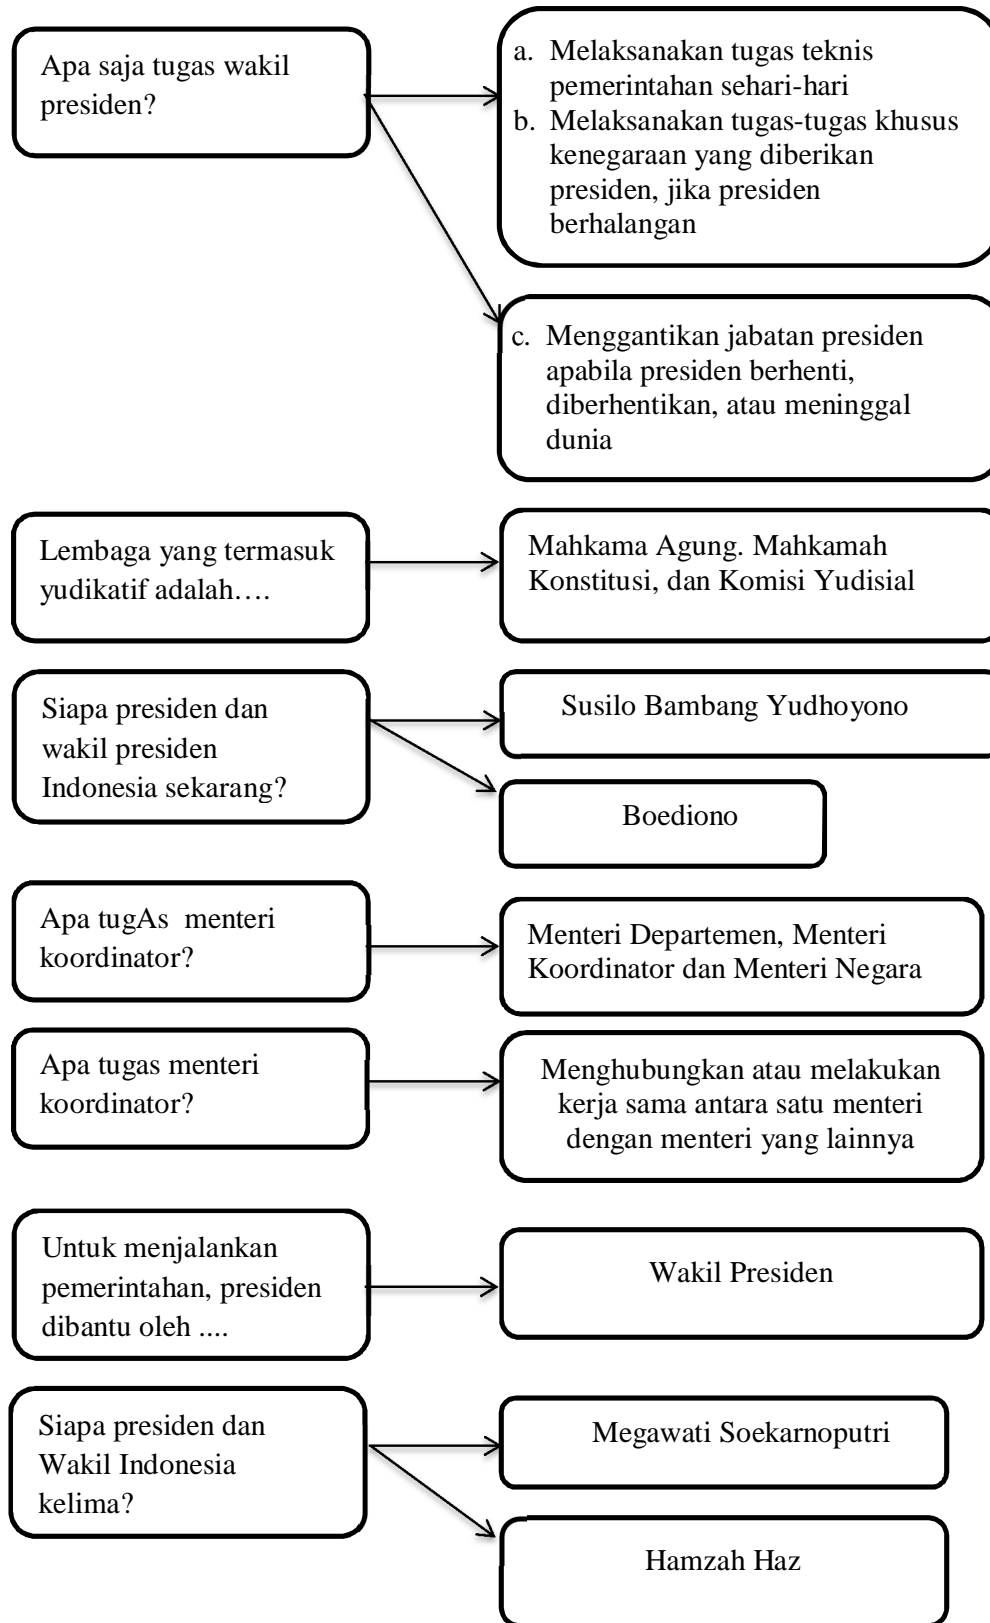 Apa saja tugas wakil
presiden?
a. Melaksanakan tugas teknis
pemerintahan sehari-hari
b. Melaksanakan tugas-tugas khusus
kenegaraan yang diberikan
presiden, jika presiden
berhalangan
c. Menggantikan jabatan presiden
apabila presiden berhenti,
diberhentikan, atau meninggal
dunia
Lembaga yang termasuk
yudikatif adalah….
Mahkama Agung. Mahkamah
Konstitusi, dan Komisi Yudisial
Siapa presiden dan
wakil presiden
Indonesia sekarang?
Susilo Bambang Yudhoyono
Boediono
Apa tugAs  menteri
koordinator?
Menteri Departemen, Menteri
Koordinator dan Menteri Negara
Apa tugas menteri
koordinator?
Menghubungkan atau melakukan
kerja sama antara satu menteri
dengan menteri yang lainnya
Untuk menjalankan
pemerintahan, presiden
dibantu oleh ....
Wakil Presiden
Siapa presiden dan
Wakil Indonesia
kelima?
Megawati Soekarnoputri
Hamzah Haz